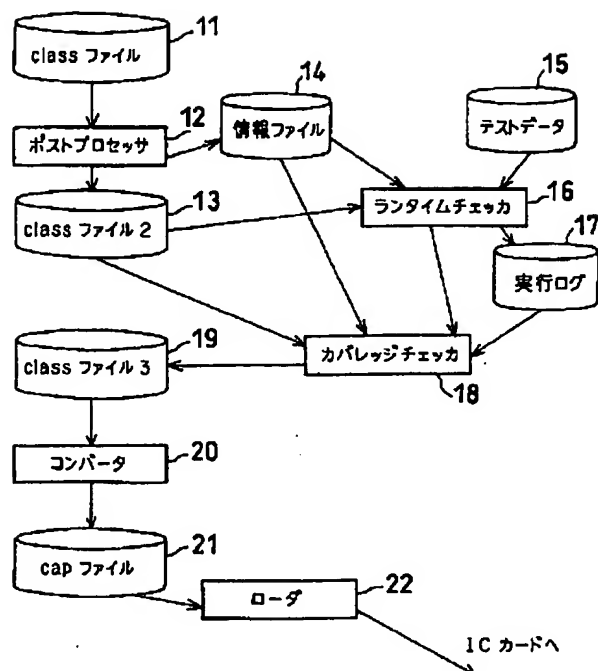 11
class ファイル
14
15
12
情報ファイル
テストデータ
ポストプロセッサ
13
16
ランタイムチェッカ
17
class ファイル 2
実行ログ
19
カバレッジチェッカ
class ファイル 3
18
20
コンバータ
21
cap ファイル
22
ローダ
IC カードへ